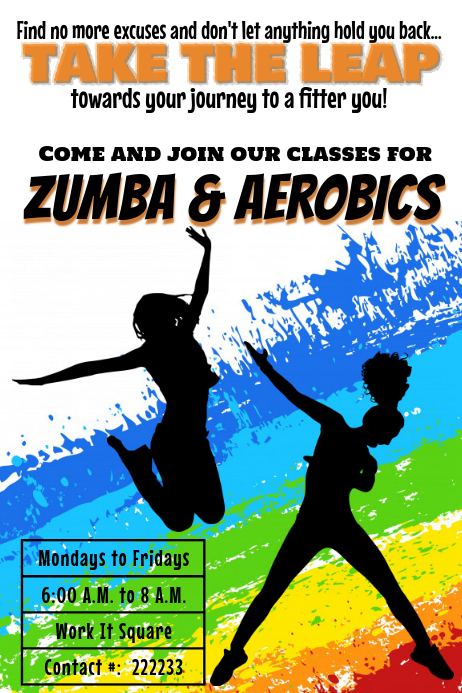 Find no more excuses and don't let anything hold you back...
TAKE THE LEAP
towards your journey to a fitter you!
COME AND JOIN OUR CLASSES FOR
ZUMBA & AEROBICS
Mondays to Fridays
6:00 A.M. to 8 A.M.
Work It Square
Contact #: 222233